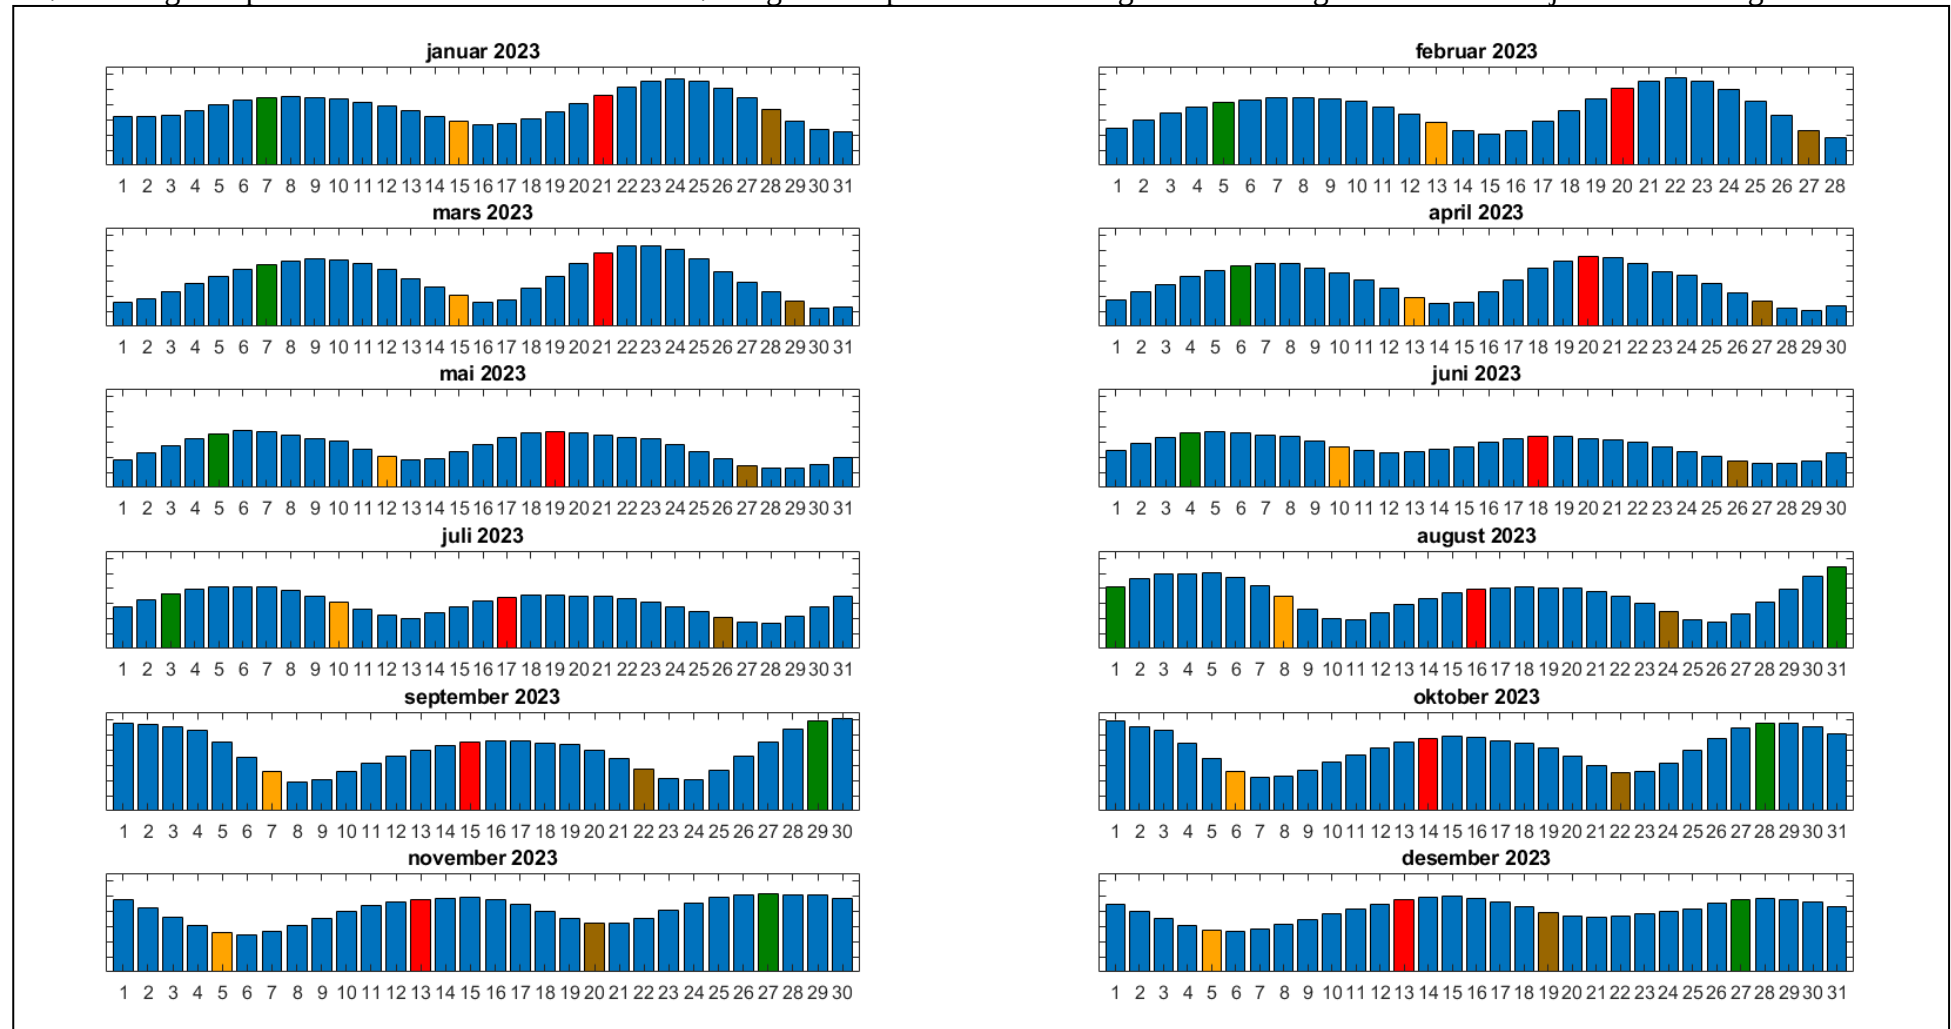 januar 2023
1 2 3 4 5 6 7 8 9 10 11 12 13 14 15 16 17 18 19 20 21 22 23 24 25 26 27 28 29 30 31
februar 2023
1 2 3 4 5 6 7 8 9 10 11 12 13 14 15 16 17 18 19 20 21 22 23 24 25 26 27 28
mars 2023
1 2 3 4 5 6 7 8 9 10 11 12 13 14 15 16 17 18 19 20 21 22 23 24 25 26 27 28 29 30 31
april 2023
1 2 3 4 5 6 7 8 9 10 11 12 13 14 15 16 17 18 19 20 21 22 23 24 25 26 27 28 29 30
mai 2023
1 2 3 4 5 6 7 8 9 10 11 12 13 14 15 16 17 18 19 20 21 22 23 24 25 26 27 28 29 30 31
juni 2023
1 2 3 4 5 6 7 8 9 10 11 12 13 14 15 16 17 18 19 20 21 22 23 24 25 26 27 28 29 30
juli 2023
1 2 3 4 5 6 7 8 9 10 11 12 13 14 15 16 17 18 19 20 21 22 23 24 25 26 27 28 29 30 31
august 2023
1 2 3 4 5 6 7 8 9 10 11 12 13 14 15 16 17 18 19 20 21 22 23 24 25 26 27 28 29 30 31
september 2023
1 2 3 4 5 6 7 8 9 10 11 12 13 14 15 16 17 18 19 20 21 22 23 24 25 26 27 28 29 30
oktober 2023
1 2 3 4 5 6 7 8 9 10 11 12 13 14 15 16 17 18 19 20 21 22 23 24 25 26 27 28 29 30 31
november 2023
1 2 3 4 5 6 7 8 9 10 11 12 13 14 15 16 17 18 19 20 21 22 23 24 25 26 27 28 29 30
desember 2023
1 2 3 4 5 6 7 8 9 10 11 12 13 14 15 16 17 18 19 20 21 22 23 24 25 26 27 28 29 30 31